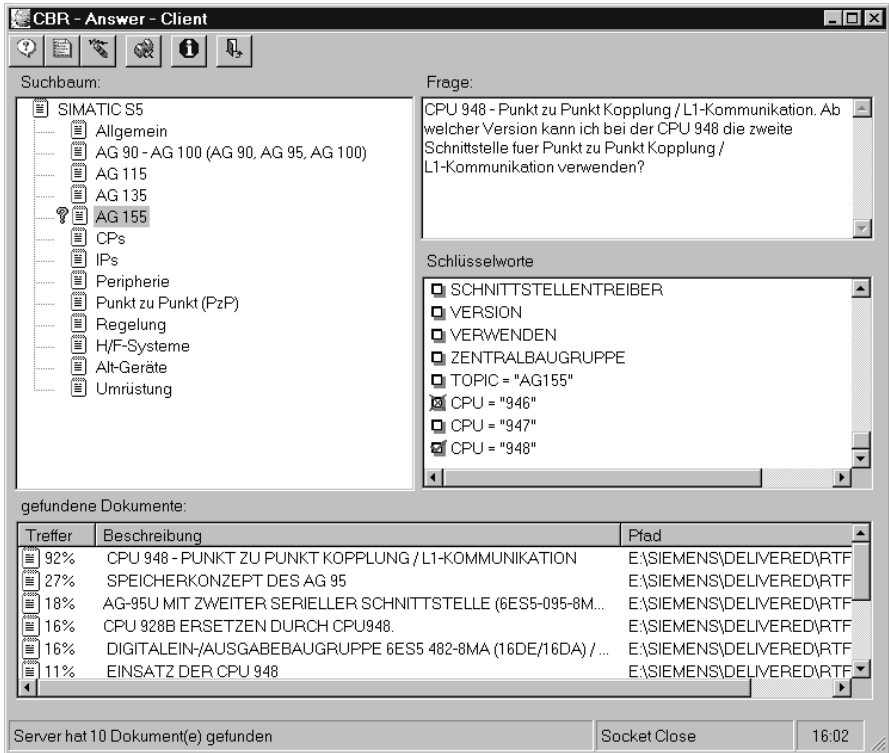 CBR - Answer - Client
Suchbaum:
SIMATIC S5
Allgemein
AG 90 - AG 100 (AG 90, AG 95, AG 100)
AG 115
AG 135
AG 155
CPs
IPs
Peripherie
Punkt zu Punkt (PzP)
Regelung
H/F-Systeme
Alt-Geräte
Umrüstung
Frage:
CPU 948 - Punkt zu Punkt Kopplung / L1-Kommunikation. Ab
welcher Version kann ich bei der CPU 948 die zweite
Schnittstelle fuer Punkt zu Punkt Kopplung /
L1-Kommunikation verwenden?
Schlüsselworte
SCHNITTSTELLENTREIBER
VERSION
VERWENDEN
ZENTRALBAUGRUPPE
TOPIC = "AG155"
CPU = "946"
CPU = "947"
CPU = "948"
gefundene Dokumente:
Treffer Beschreibung Pfad
92% CPU 948 - PUNKT ZU PUNKT KOPPLUNG / L1-KOMMUNIKATION E:\SIEMENS\DELIVERED\RTF
27% SPEICHERKONZEPT DES AG 95 E:\SIEMENS\DELIVERED\RTF
18% AG-95U MIT ZWEITER SERIELLER SCHNITTSTELLE (6ES5-095-8M... E:\SIEMENS\DELIVERED\RTF
16% CPU 928B ERSETZEN DURCH CPU948. E:\SIEMENS\DELIVERED\RTF
16% DIGITALEIN-/AUSGABEBAUGRUPPE 6ES5 482-8MA (16DE/16DA) / ... E:\SIEMENS\DELIVERED\RTF
11% EINSATZ DER CPU 948 E:\SIEMENS\DELIVERED\RTF
Server hat 10 Dokument(e) gefunden Socket Close 16:02